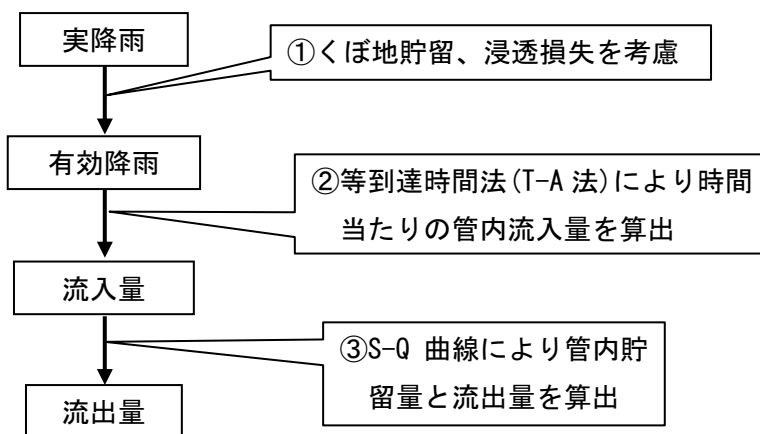 実降雨
①くぼ地貯留、浸透損失を考慮
有効降雨
②等到達時間法(T-A 法)により時間
当たりの管内流入量を算出
流入量
③S-Q 曲線により管内貯
留量と流出量を算出
流出量